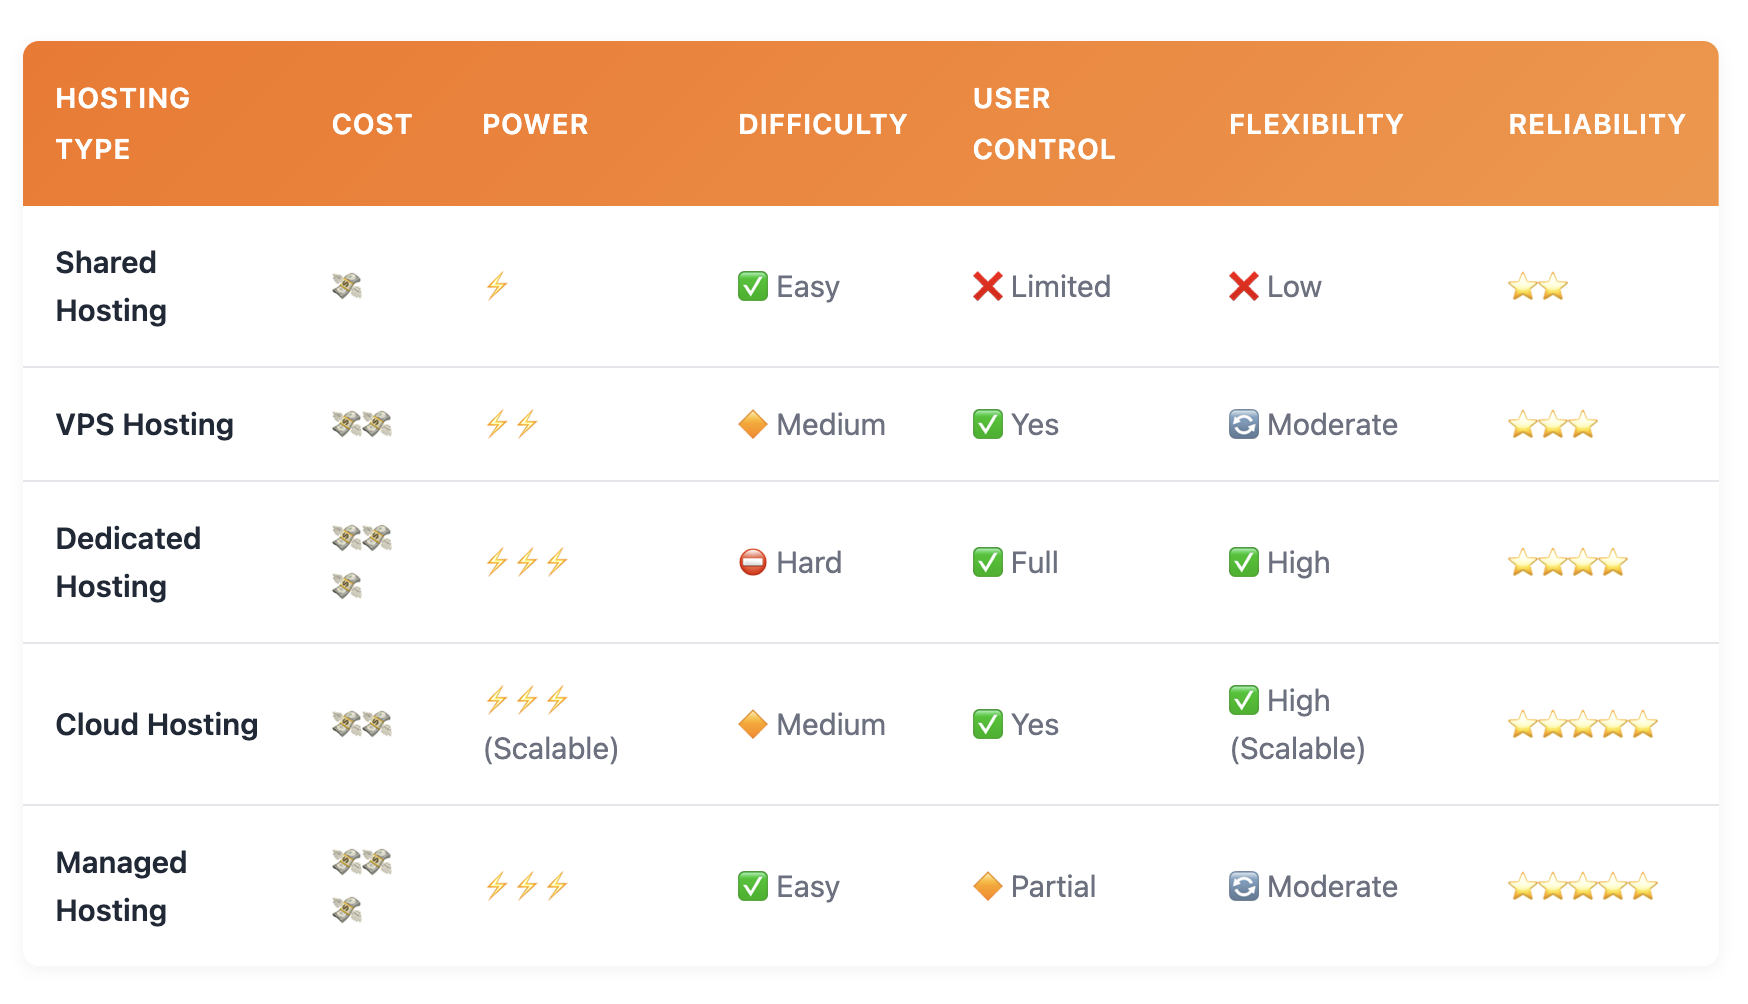 HOSTING
TYPE
COST
POWER
DIFFICULTY
USER
CONTROL
FLEXIBILITY
RELIABILITY
Shared
Hosting
💸
⚡
✅ Easy
❌ Limited
❌ Low
⭐⭐
VPS Hosting
💸💸
⚡⚡
🔶 Medium
✅ Yes
🔄 Moderate
⭐⭐⭐
Dedicated
Hosting
💸💸
💸
⚡⚡⚡
⛔ Hard
✅ Full
✅ High
⭐⭐⭐⭐
Cloud Hosting
💸💸
⚡⚡⚡
(Scalable)
🔶 Medium
✅ Yes
✅ High
(Scalable)
⭐⭐⭐⭐⭐
Managed
Hosting
💸💸
💸
⚡⚡⚡
✅ Easy
🔶 Partial
🔄 Moderate
⭐⭐⭐⭐⭐